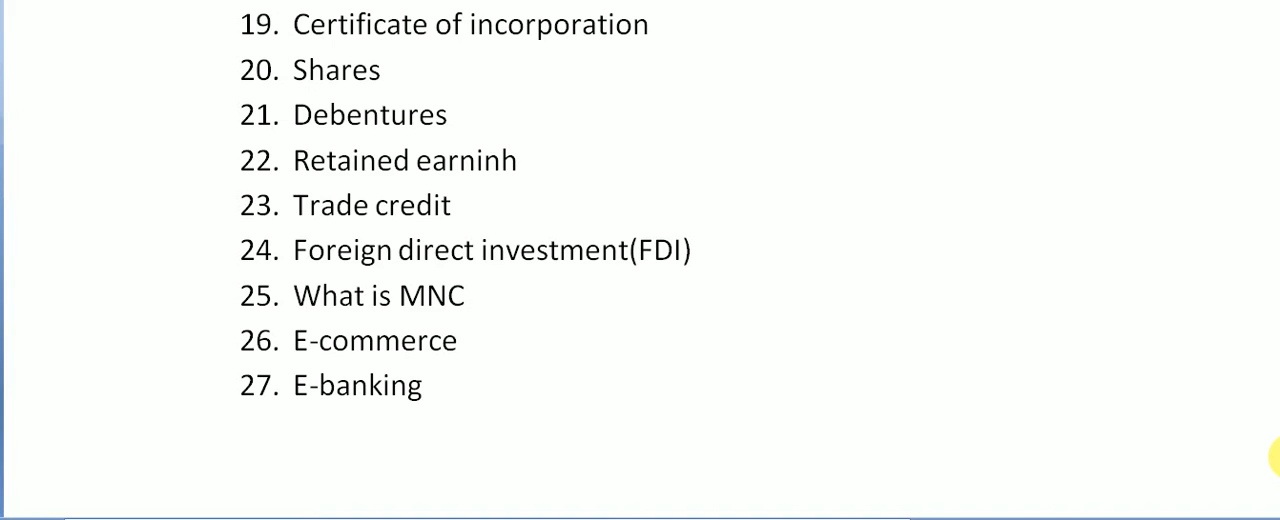 19. Certificate of incorporation
20. Shares
21. Debentures
22. Retained earninh
23. Trade credit
24. Foreign direct investment(FDI)
25. What is MNC
26. E-commerce
27. E-banking